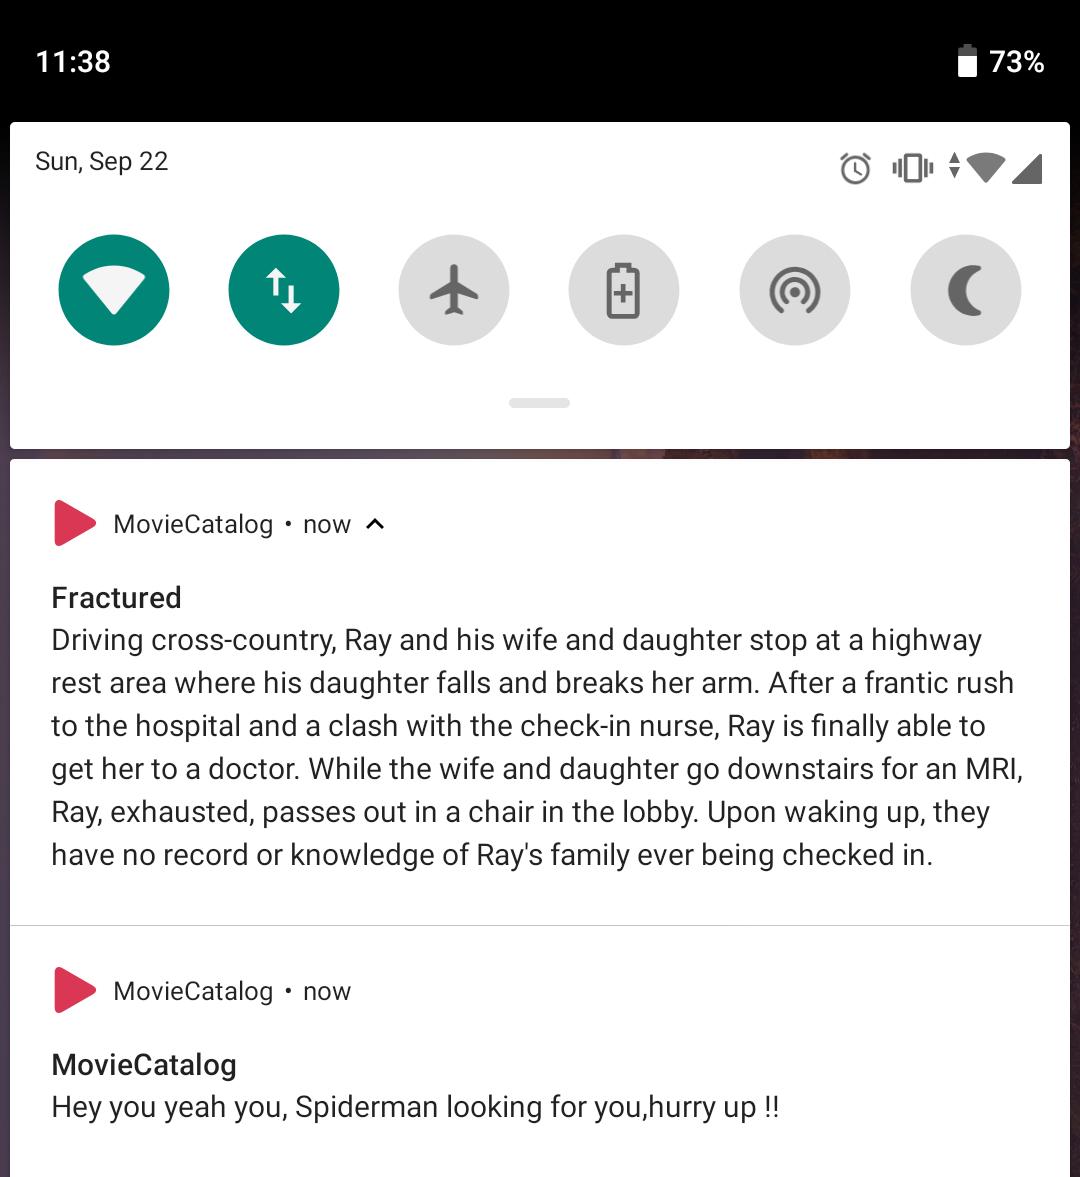 11:38
73%
Sun, Sep 22
MovieCatalog • now
Fractured
Driving cross-country, Ray and his wife and daughter stop at a highway
rest area where his daughter falls and breaks her arm. After a frantic rush
to the hospital and a clash with the check-in nurse, Ray is finally able to
get her to a doctor. While the wife and daughter go downstairs for an MRI,
Ray, exhausted, passes out in a chair in the lobby. Upon waking up, they
have no record or knowledge of Ray's family ever being checked in.
MovieCatalog • now
MovieCatalog
Hey you yeah you, Spiderman looking for you,hurry up !!